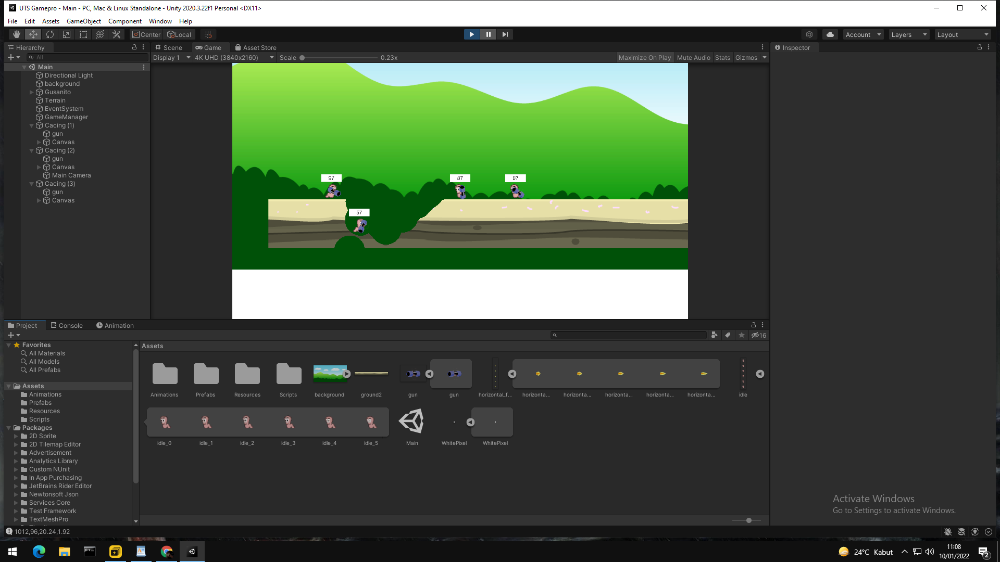 UTS Gamepro - Main - PC, Mac & Linux Standalone - Unity 2020.3.22f1 Personal <DX11>
File Edit Assets GameObject Component Window Help
Center Local Account Layers Layout
Hierarchy
All
Main
Directional Light
background
Gusanito
Terrain
EventSystem
GameManager
Cacing (1)
gun
Canvas
Cacing (2)
gun
Canvas
Main Camera
Cacing (3)
gun
Canvas
Scene Game Asset Store
Display 1 4K UHD (3840x2160) Scale 0.23x Maximize On Play Mute Audio Stats Gizmos
97 87 97
57
Inspector
Project Console Animation
16
Favorites
All Materials
All Models
All Prefabs
Assets
Animations
Prefabs
Resources
Scripts
Packages
2D Sprite
2D Tilemap Editor
Advertisement
Analytics Library
Custom NUnit
In App Purchasing
JetBrains Rider Editor
Newtonsoft Json
Services Core
Test Framework
TextMeshPro
Assets
Animations Prefabs Resources Scripts background ground2 gun gun horizontal_f... horizonta... horizonta... horizonta... horizonta... horizonta... idle
idle_0 idle_1 idle_2 idle_3 idle_4 idle_5 Main WhitePixel WhitePixel
Activate Windows
Go to Settings to activate Windows.
1012,96,20.24,1.92
24°C Kabut
11:08
10/01/2022
2